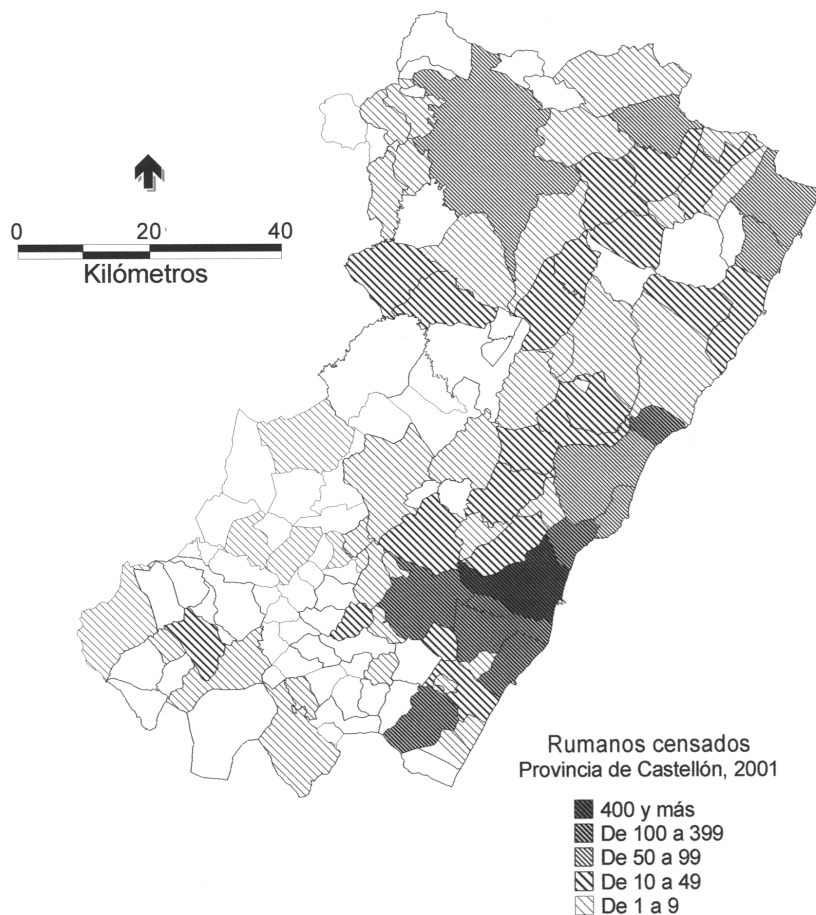 0 20 40
Kilómetros
Rumanos censados
Provincia de Castellón, 2001
400 y más
De 100 a 399
De 50 a 99
De 10 a 49
De 1 a 9